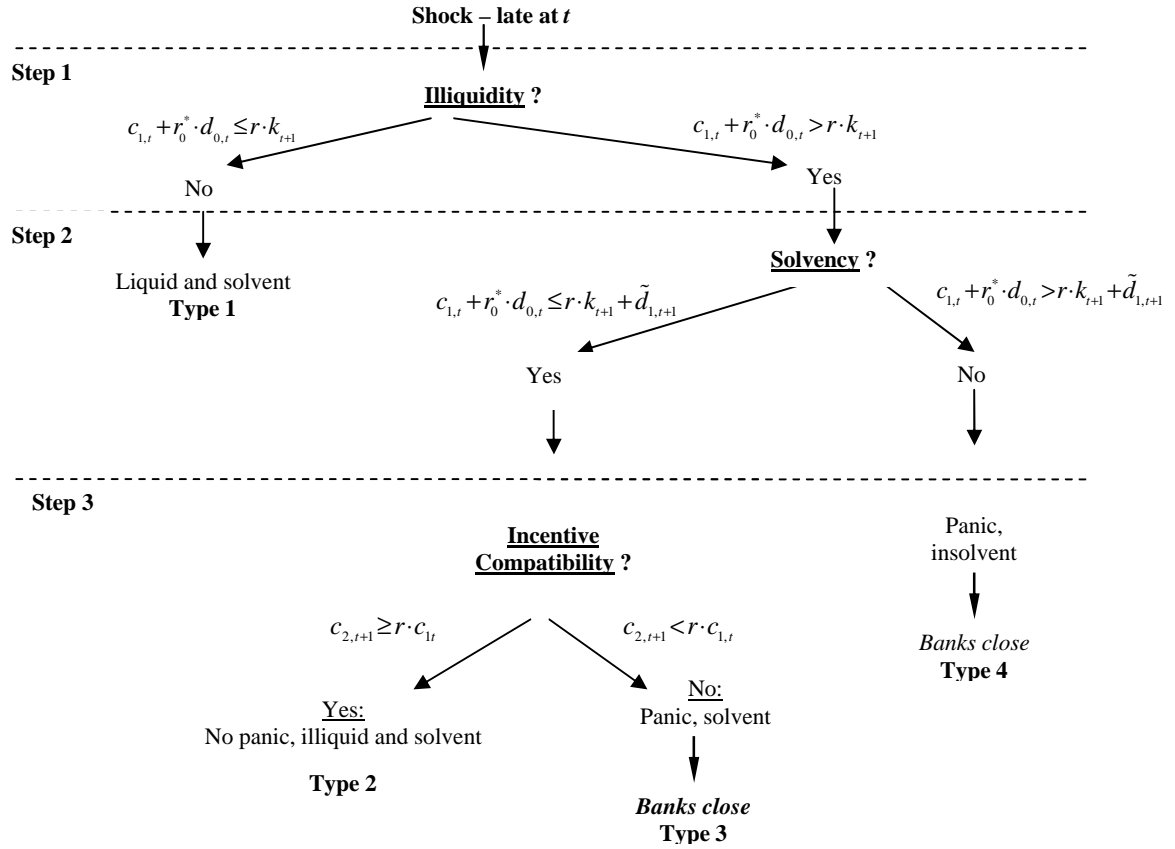 Shock – late at t
Step 1
Illiquidity ?
c_{1,t} + r_0^* · d_{0,t} ≤ r · k_{t+1}
c_{1,t} + r_0^* · d_{0,t} > r · k_{t+1}
No
Yes
Step 2
Solvency ?
Liquid and solvent
Type 1
c_{1,t} + r_0^* · d_{0,t} ≤ r · k_{t+1} + \tilde{d}_{1,t+1}
c_{1,t} + r_0^* · d_{0,t} > r · k_{t+1} + \tilde{d}_{1,t+1}
Yes
No
Step 3
Incentive
Compatibility ?
Panic,
insolvent
c_{2,t+1} ≥ r · c_{1t}
c_{2,t+1} < r · c_{1,t}
Banks close
Type 4
Yes:
No panic, illiquid and solvent
Type 2
No:
Panic, solvent
Banks close
Type 3